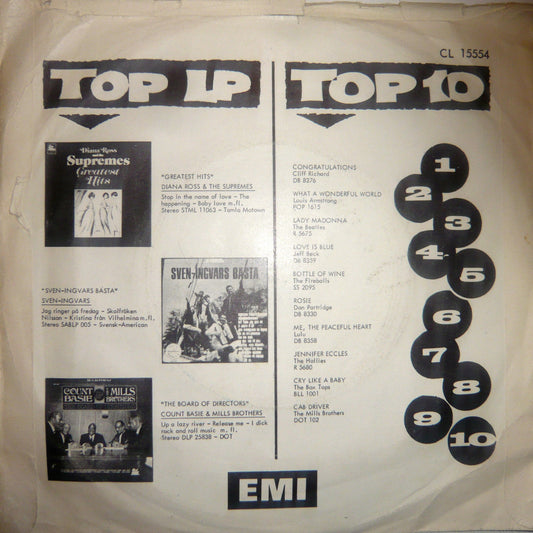 CL 15554
TOP LP
TOP 10
Diana Ross
and the
Supremes
Greatest
Hits
"GREATEST HITS"
DIANA ROSS & THE SUPREMES
Stop in the name of love - The
happening - Baby love m.fl.
Stereo STML 11063 - Tamla Motown
"SVEN-INGVARS BÄSTA"
SVEN-INGVARS
Jag ringer på fredag - Skolfröken
Nilsson - Kristina från Vilhelmina m.fl.
Stereo SABLP 005 - Svensk-American
SVEN-INGVARS BÄSTA
COUNT
BASIE
MILLS
BROTHERS
"THE BOARD OF DIRECTORS"
COUNT BASIE & MILLS BROTHERS
Up a lazy river - Release me - I dick
rock and roll music m.fl.
Stereo DLP 25838 - DOT
CONGRATULATIONS
Cliff Richard
DB 8376
WHAT A WONDERFUL WORLD
Louis Armstrong
POP 1615
LADY MADONNA
The Beatles
R 5675
LOVE IS BLUE
Jeff Beck
DB 8359
BOTTLE OF WINE
The Fireballs
SS 2095
ROSIE
Don Partridge
DB 8330
ME, THE PEACEFUL HEART
Lulu
DB 8358
JENNIFER ECCLES
The Hollies
R 5680
CRY LIKE A BABY
The Box Tops
BLL 1001
CAB DRIVER
The Mills Brothers
DOT 102
1
2
3
4
5
6
7
8
9
10
EMI